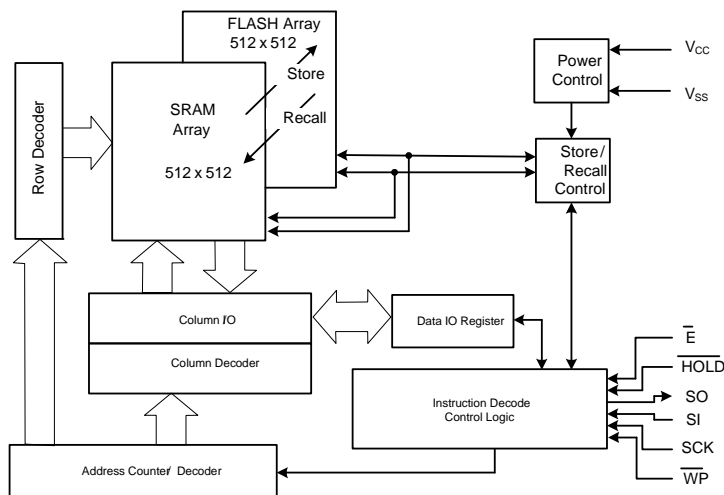 FLASH Array
512 x 512
Store
Recall
SRAM
Array
512 x 512
Row Decoder
Power
Control
VCC
VSS
Store/
Recall
Control
Column I/O
Column Decoder
Data IO Register
Instruction Decode
Control Logic
Address Counter/ Decoder
E
HOLD
SO
SI
SCK
WP